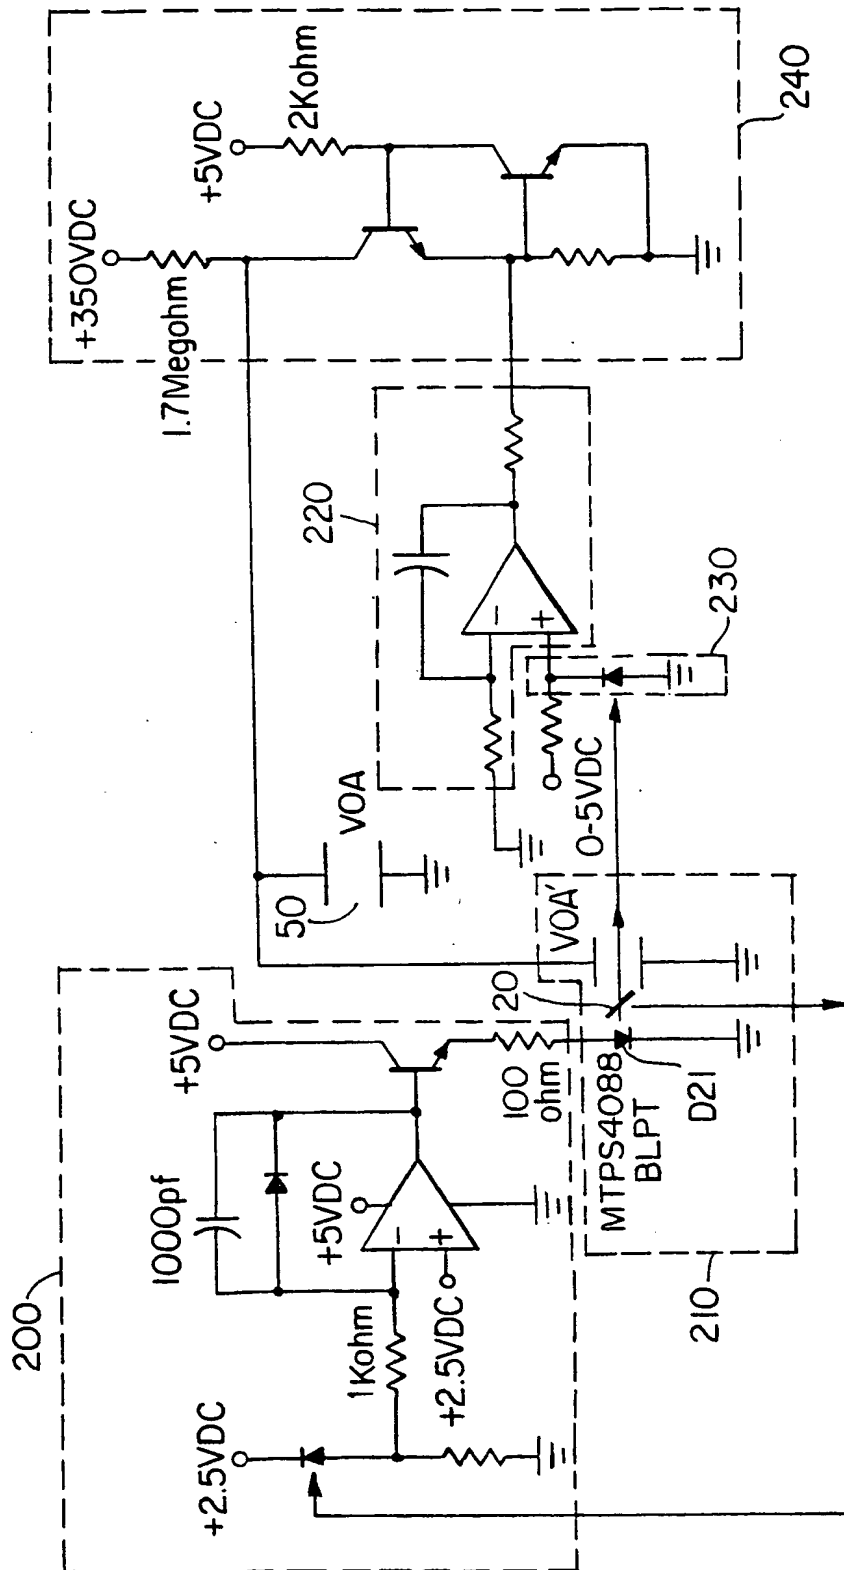 +350VDC
1.7Megohm
+5VDC
2Kohm
240
220
230
VOA
50
0-5VDC
VOA'
20
+5VDC
100
ohm
MTPS4088
BLPT
D21
210
200
1000pf
+5VDC
1Kohm
+2.5VDC
+2.5VDC
−
+
−
+